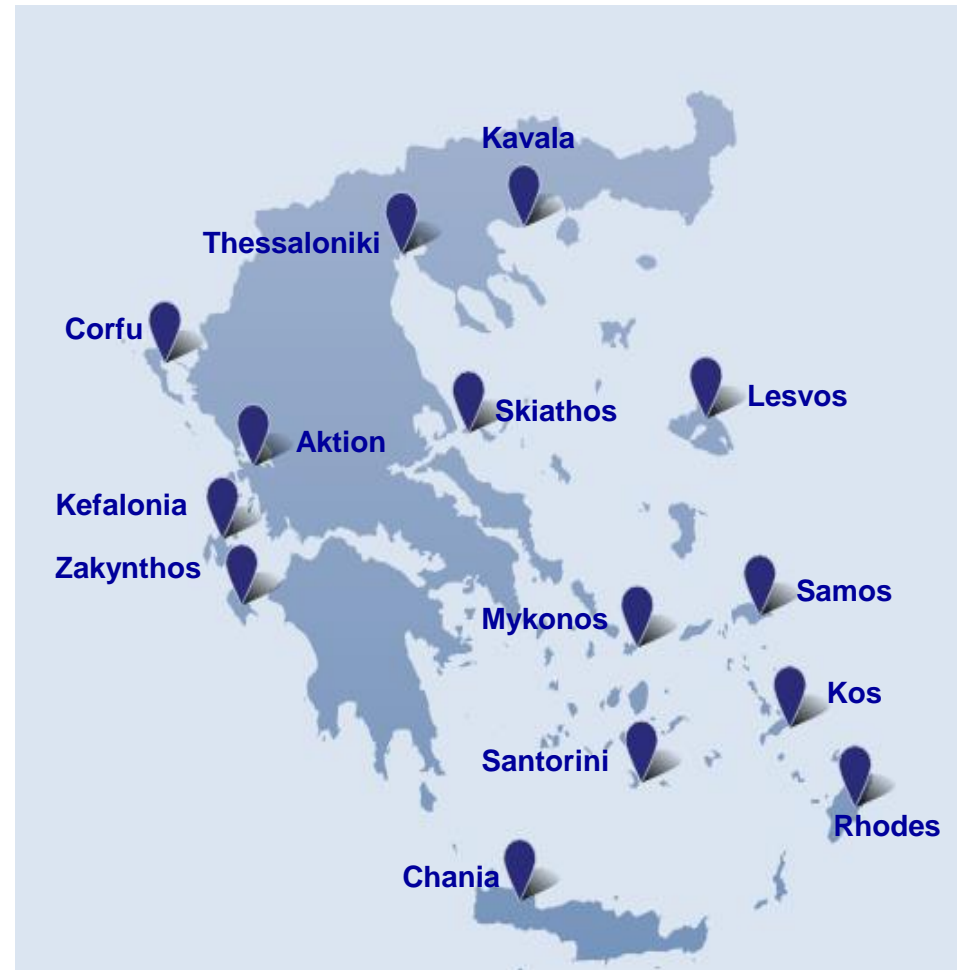 Kavala
Thessaloniki
Corfu
Lesvos
Skiathos
Aktion
Kefalonia
Zakynthos
Samos
Mykonos
Kos
Santorini
Rhodes
Chania